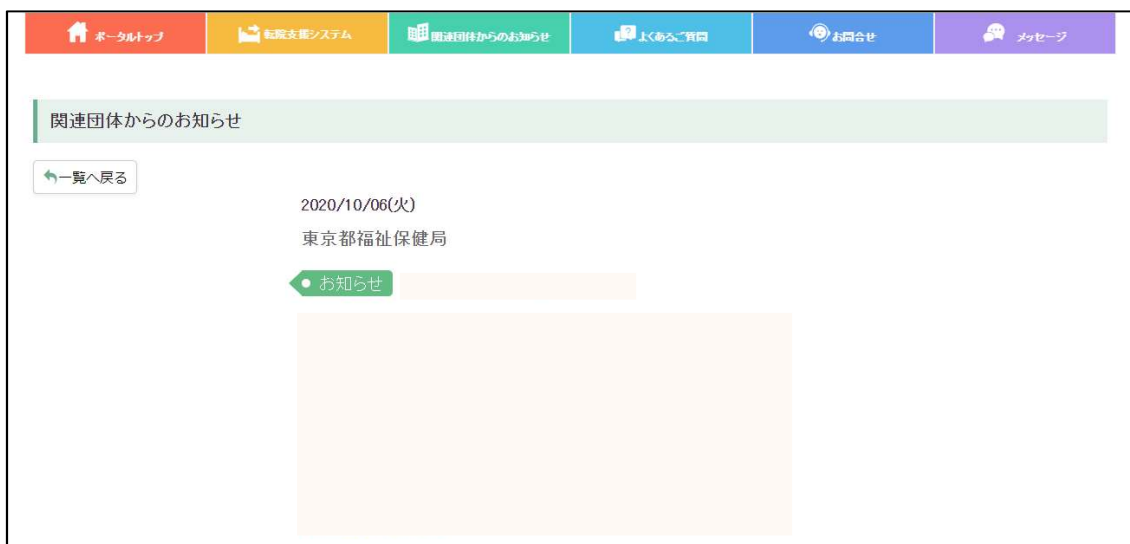 ポータルトップ 転院支援システム 関連団体からのお知らせ よくあるご質問 お問合せ メッセージ
関連団体からのお知らせ
一覧へ戻る
2020/10/06(火)
東京都福祉保健局
お知らせ